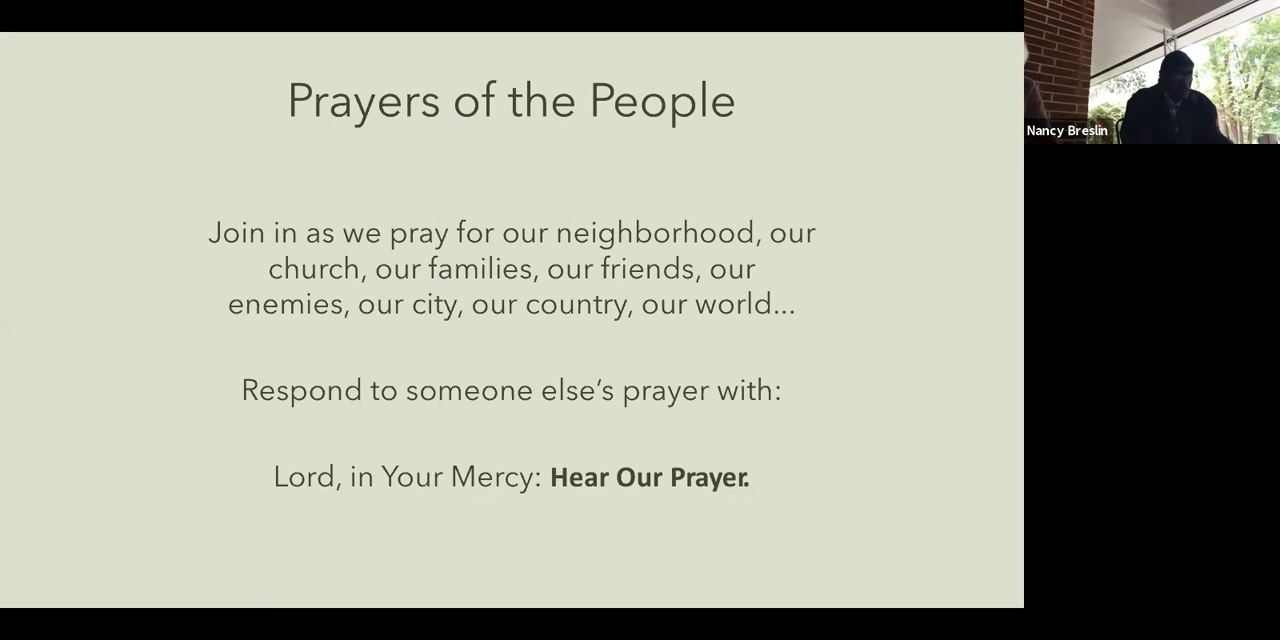 Prayers of the People
Join in as we pray for our neighborhood, our
church, our families, our friends, our
enemies, our city, our country, our world...
Respond to someone else’s prayer with:
Lord, in Your Mercy: Hear Our Prayer.
Nancy Breslin